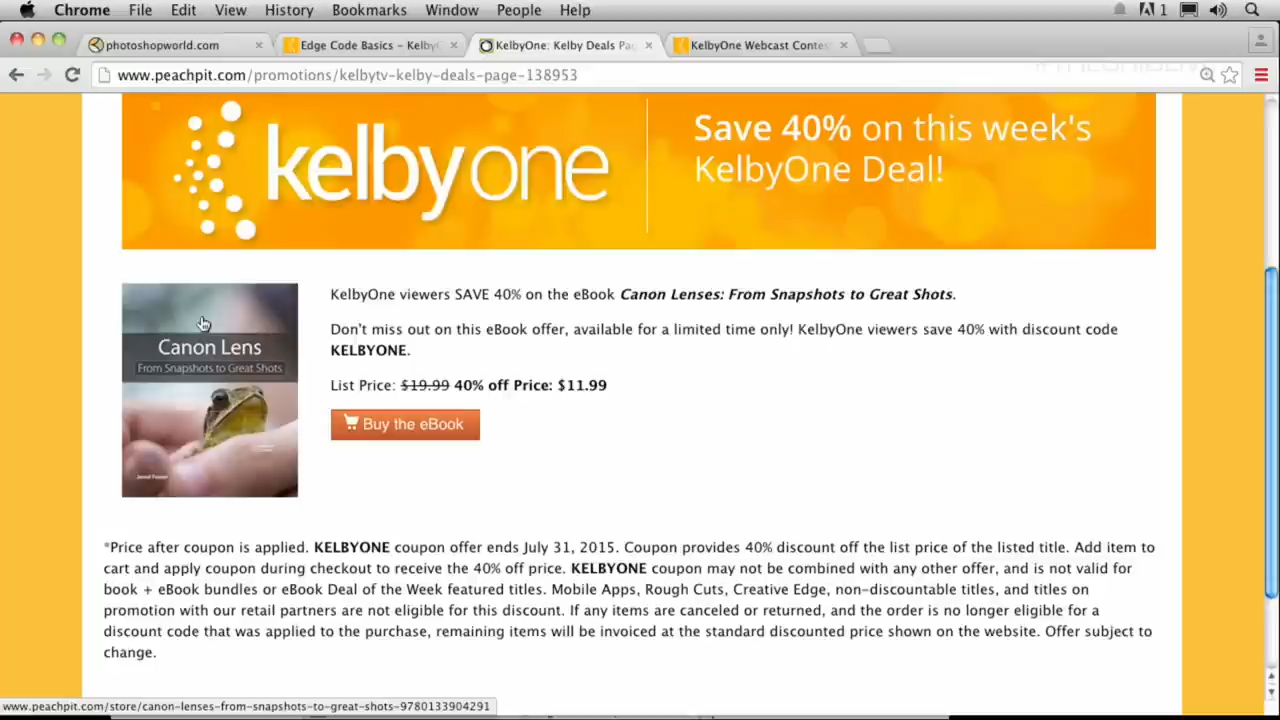 Chrome File Edit View History Bookmarks Window People Help
1
photoshopworld.com
Edge Code Basics – Kelby
KelbyOne: Kelby Deals Pa
KelbyOne Webcast Contes
www.peachpit.com/promotions/kelbytv-kelby-deals-page-138953
kelbyone
Save 40% on this week's
KelbyOne Deal!
Canon Lens
From Snapshots to Great Shots
KelbyOne viewers SAVE 40% on the eBook Canon Lenses: From Snapshots to Great Shots.
Don't miss out on this eBook offer, available for a limited time only! KelbyOne viewers save 40% with discount code
KELBYONE.
List Price: $19.99 40% off Price: $11.99
Buy the eBook
*Price after coupon is applied. KELBYONE coupon offer ends July 31, 2015. Coupon provides 40% discount off the list price of the listed title. Add item to
cart and apply coupon during checkout to receive the 40% off price. KELBYONE coupon may not be combined with any other offer, and is not valid for
book + eBook bundles or eBook Deal of the Week featured titles. Mobile Apps, Rough Cuts, Creative Edge, non-discountable titles, and titles on
promotion with our retail partners are not eligible for this discount. If any items are canceled or returned, and the order is no longer eligible for a
discount code that was applied to the purchase, remaining items will be invoiced at the standard discounted price shown on the website. Offer subject to
change.
www.peachpit.com/store/canon-lenses-from-snapshots-to-great-shots-9780133904291